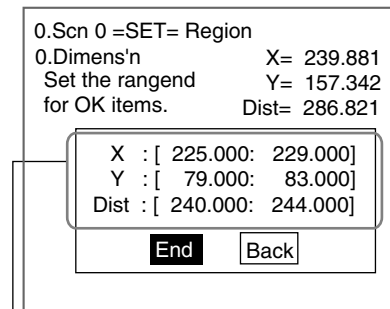 0.Scn 0 =SET= Region
0.Dimens'n X= 239.881
Set the rangend Y= 157.342
for OK items. Dist= 286.821
X :[ 225.000: 229.000]
Y :[ 79.000: 83.000]
Dist :[ 240.000: 244.000]
End Back